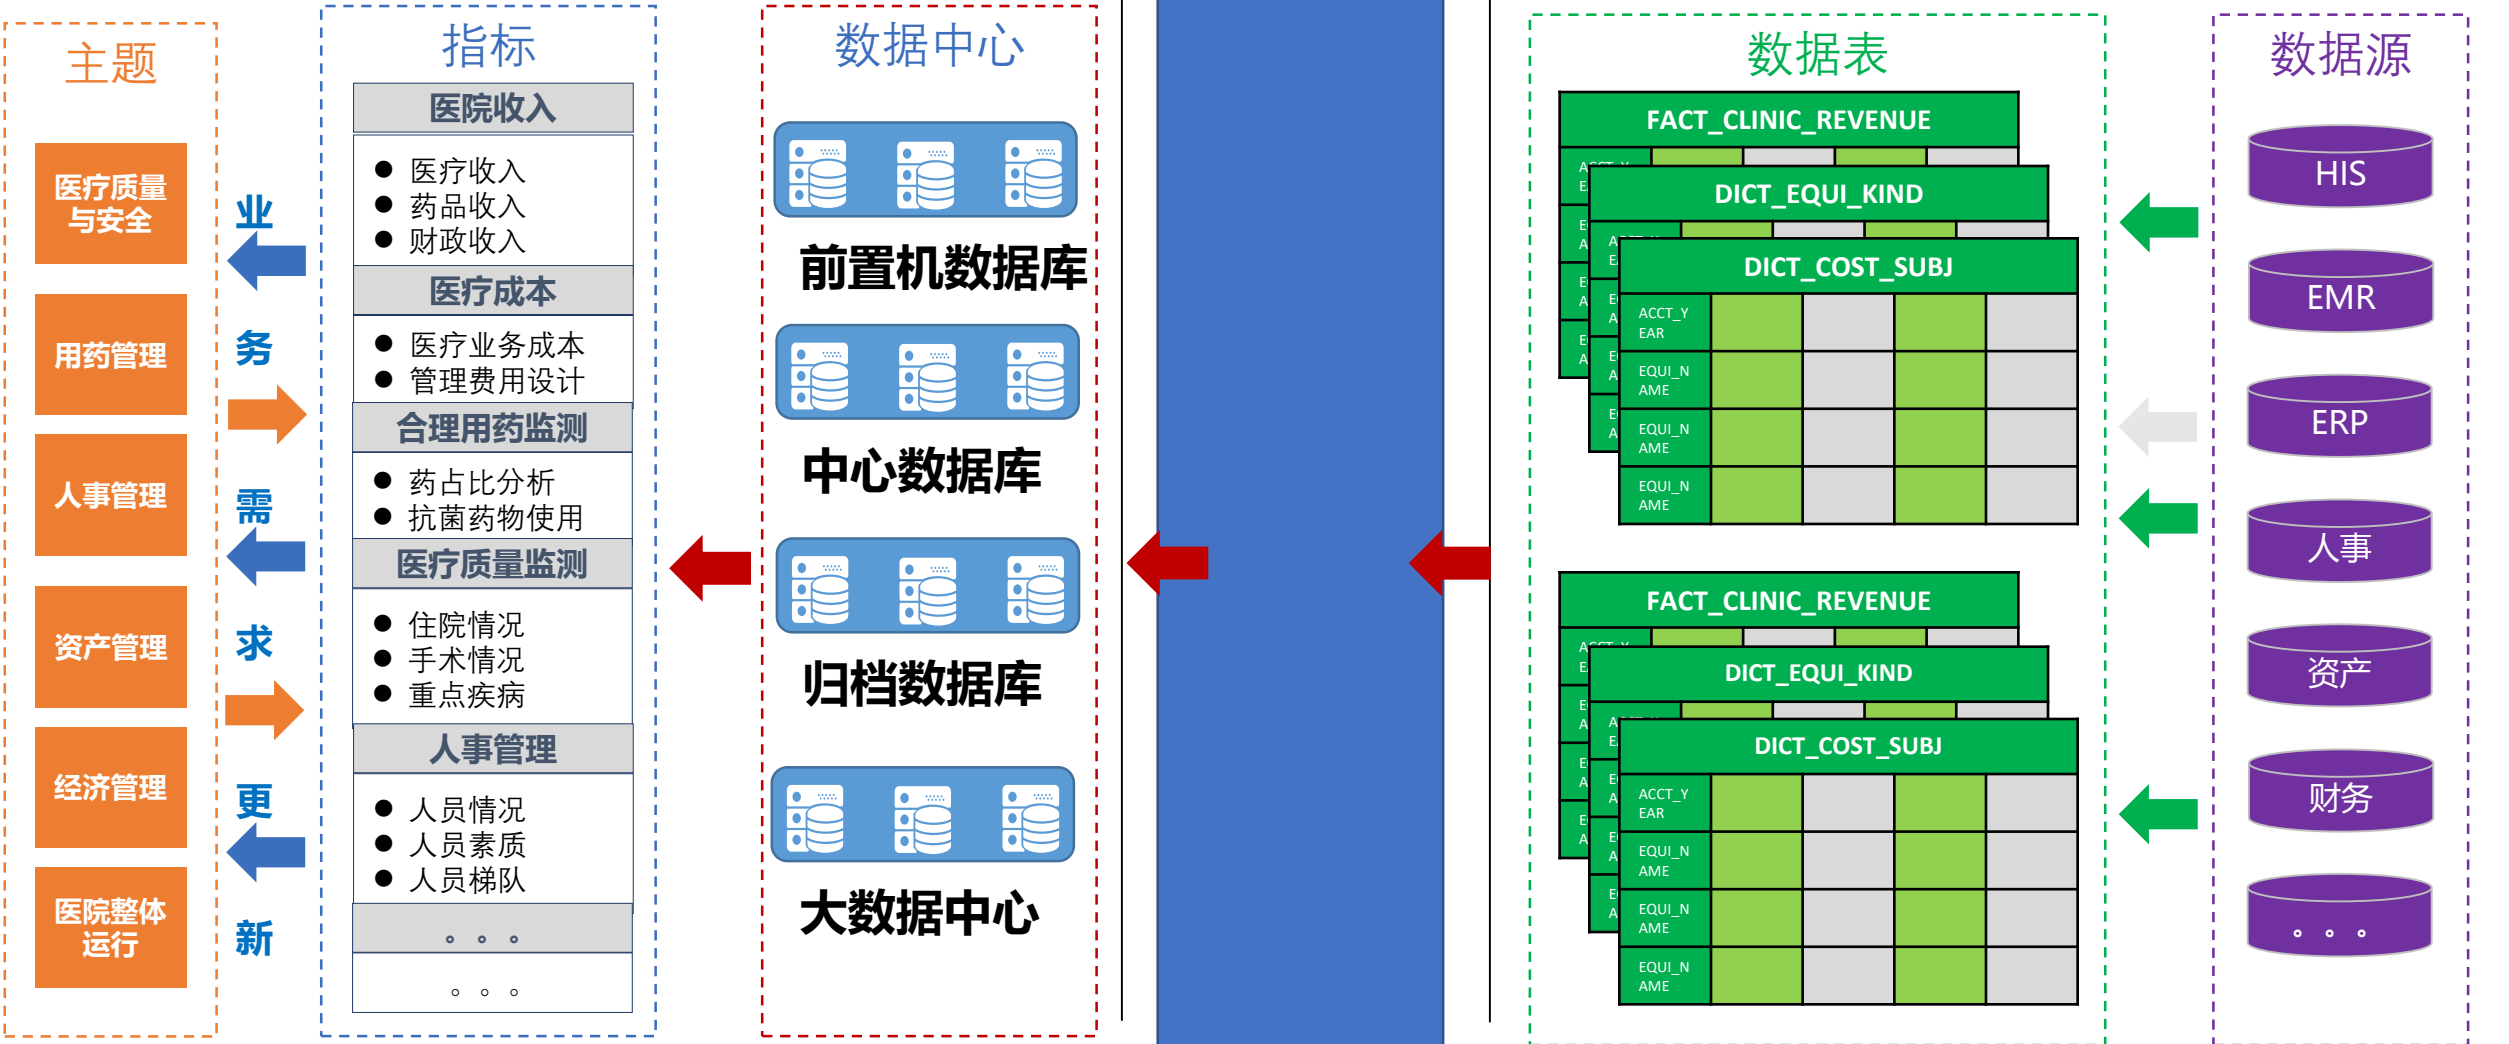 主题
医疗质量
与安全
用药管理
人事管理
资产管理
经济管理
医院整体
运行
业
务
需
求
更
新
指标
医院收入
医疗收入
药品收入
财政收入
医疗成本
医疗业务成本
管理费用设计
合理用药监测
药占比分析
抗菌药物使用
医疗质量监测
住院情况
手术情况
重点疾病
人事管理
人员情况
人员素质
人员梯队
。。。
。。。
数据中心
前置机数据库
中心数据库
归档数据库
大数据中心
数据表
FACT_CLINIC_REVENUE
DICT_EQUI_KIND
DICT_COST_SUBJ
ACCT_Y
EAR
EQUI_N
AME
EQUI_N
AME
EQUI_N
AME
FACT_CLINIC_REVENUE
DICT_EQUI_KIND
DICT_COST_SUBJ
ACCT_Y
EAR
EQUI_N
AME
EQUI_N
AME
EQUI_N
AME
数据源
HIS
EMR
ERP
人事
资产
财务
。。。